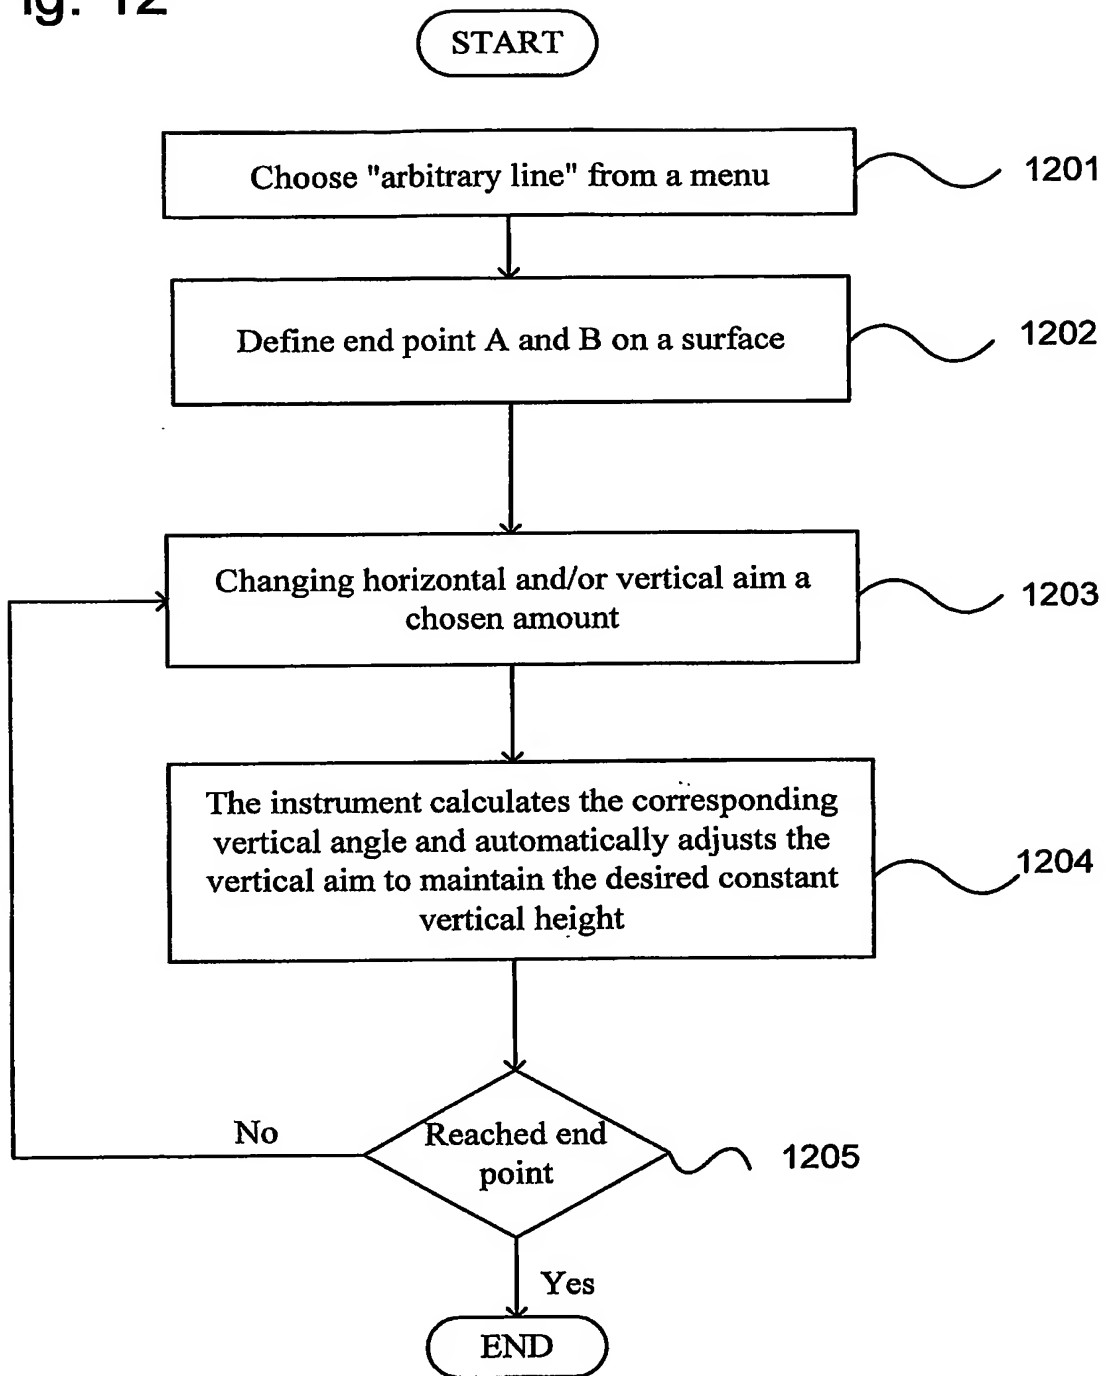 ig. 12
START
Choose "arbitrary line" from a menu
1201
Define end point A and B on a surface
1202
Changing horizontal and/or vertical aim a
chosen amount
1203
The instrument calculates the corresponding
vertical angle and automatically adjusts the
vertical aim to maintain the desired constant
vertical height
1204
Reached end
point
1205
No
Yes
END